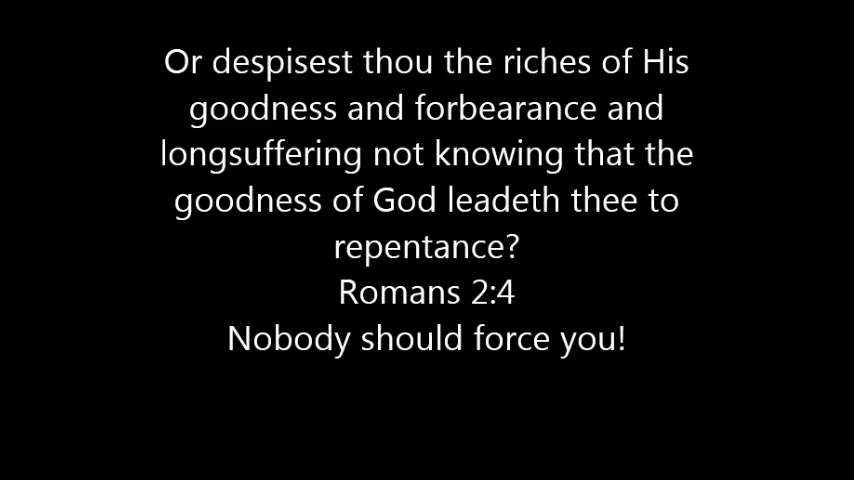 Or despisest thou the riches of His
goodness and forbearance and
longsuffering not knowing that the
goodness of God leadeth thee to
repentance?
Romans 2:4
Nobody should force you!